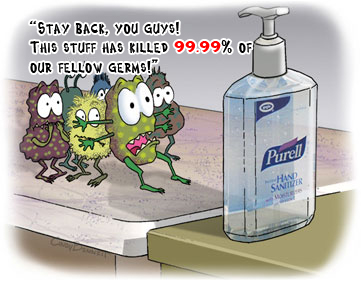 “Stay back, you guys!
This stuff has killed 99.99% of
our fellow germs!”
Purell
Hand
Sanitizer